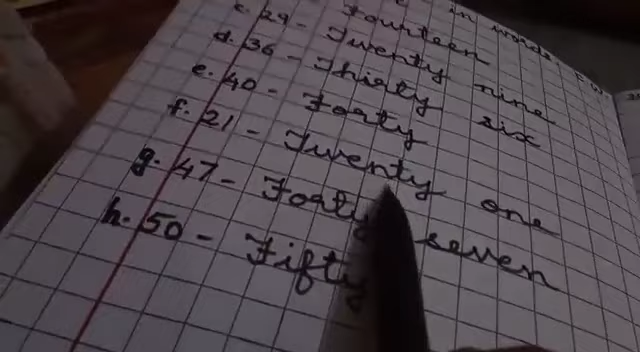 in words.
Fourteen
c. 29 - Twenty nine
d. 36 - Thirty six
e. 40 - Forty
f. 21 - Twenty one
g. 47 - Forty seven
h. 50 - Fifty